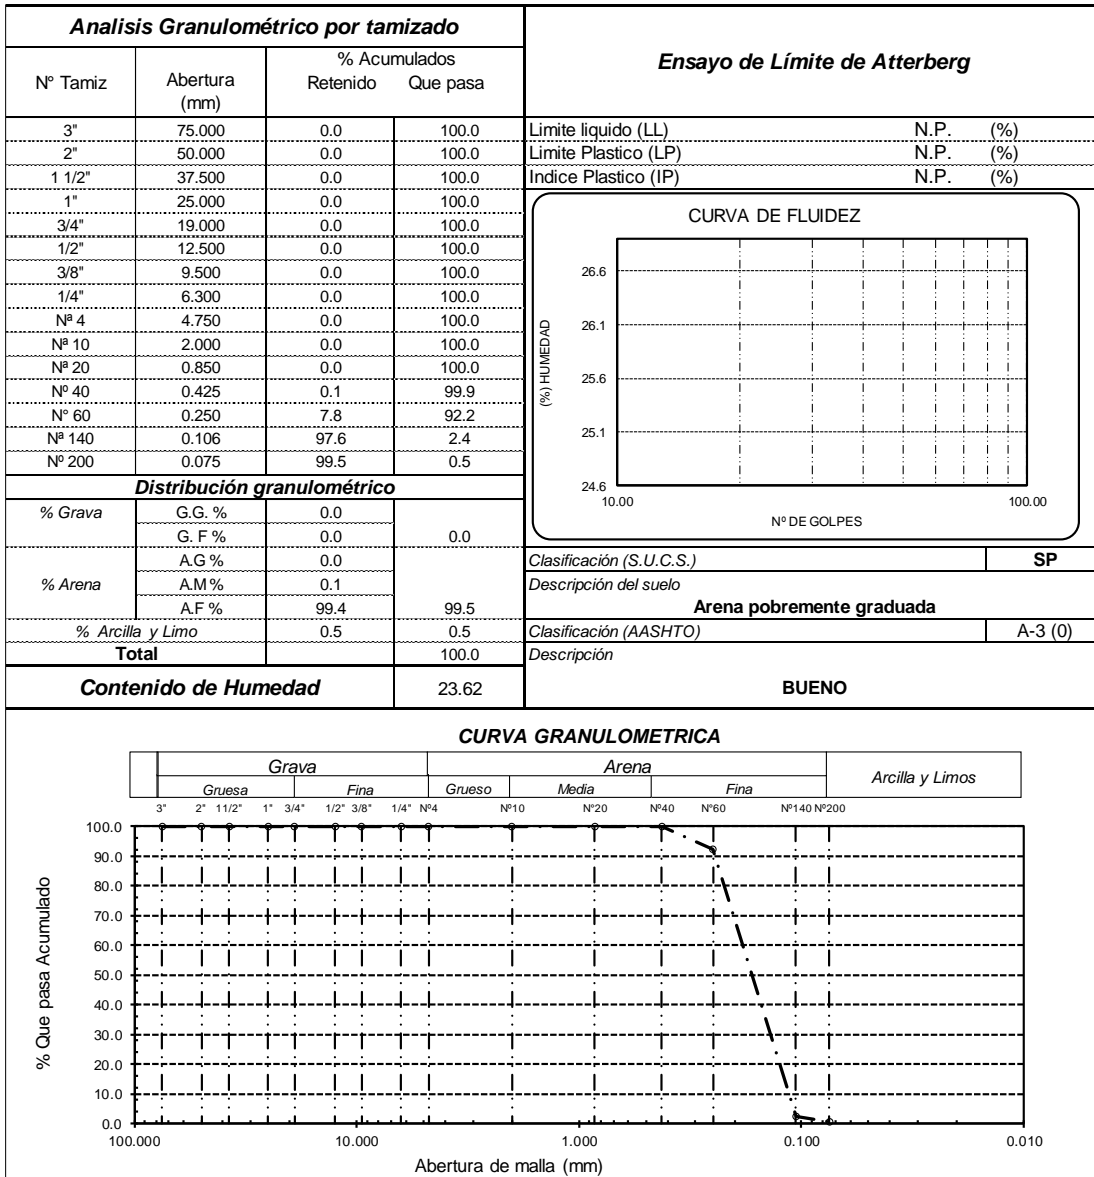 Analisis Granulométrico por tamizado
Ensayo de Límite de Atterberg
N° Tamiz Abertura (mm) % Acumulados
Retenido Que pasa
3" 75.000 0.0 100.0
2" 50.000 0.0 100.0
1 1/2" 37.500 0.0 100.0
1" 25.000 0.0 100.0
3/4" 19.000 0.0 100.0
1/2" 12.500 0.0 100.0
3/8" 9.500 0.0 100.0
1/4" 6.300 0.0 100.0
Nª 4 4.750 0.0 100.0
Nª 10 2.000 0.0 100.0
Nª 20 0.850 0.0 100.0
Nº 40 0.425 0.1 99.9
N° 60 0.250 7.8 92.2
Nª 140 0.106 97.6 2.4
Nº 200 0.075 99.5 0.5
Limite liquido (LL) N.P. (%)
Limite Plastico (LP) N.P. (%)
Indice Plastico (IP) N.P. (%)
CURVA DE FLUIDEZ
(%) HUMEDAD
26.6
26.1
25.6
25.1
24.6
10.00 100.00
Nº DE GOLPES
Distribución granulométrico
% Grava G.G. % 0.0
G. F % 0.0 0.0
% Arena A.G % 0.0
A.M % 0.1
A.F % 99.4 99.5
% Arcilla y Limo 0.5 0.5
Total 100.0
Contenido de Humedad 23.62
Clasificación (S.U.C.S.) SP
Descripción del suelo
Arena pobremente graduada
Clasificación (AASHTO) A-3 (0)
Descripción
BUENO
CURVA GRANULOMETRICA
Grava Arena Arcilla y Limos
Gruesa Fina Grueso Media Fina
3" 2" 11/2" 1" 3/4" 1/2" 3/8" 1/4" Nº4 Nº10 N°20 Nº40 Nº60 Nº140 Nº200
% Que pasa Acumulado
100.0
90.0
80.0
70.0
60.0
50.0
40.0
30.0
20.0
10.0
0.0
100.000 10.000 1.000 0.100 0.010
Abertura de malla (mm)